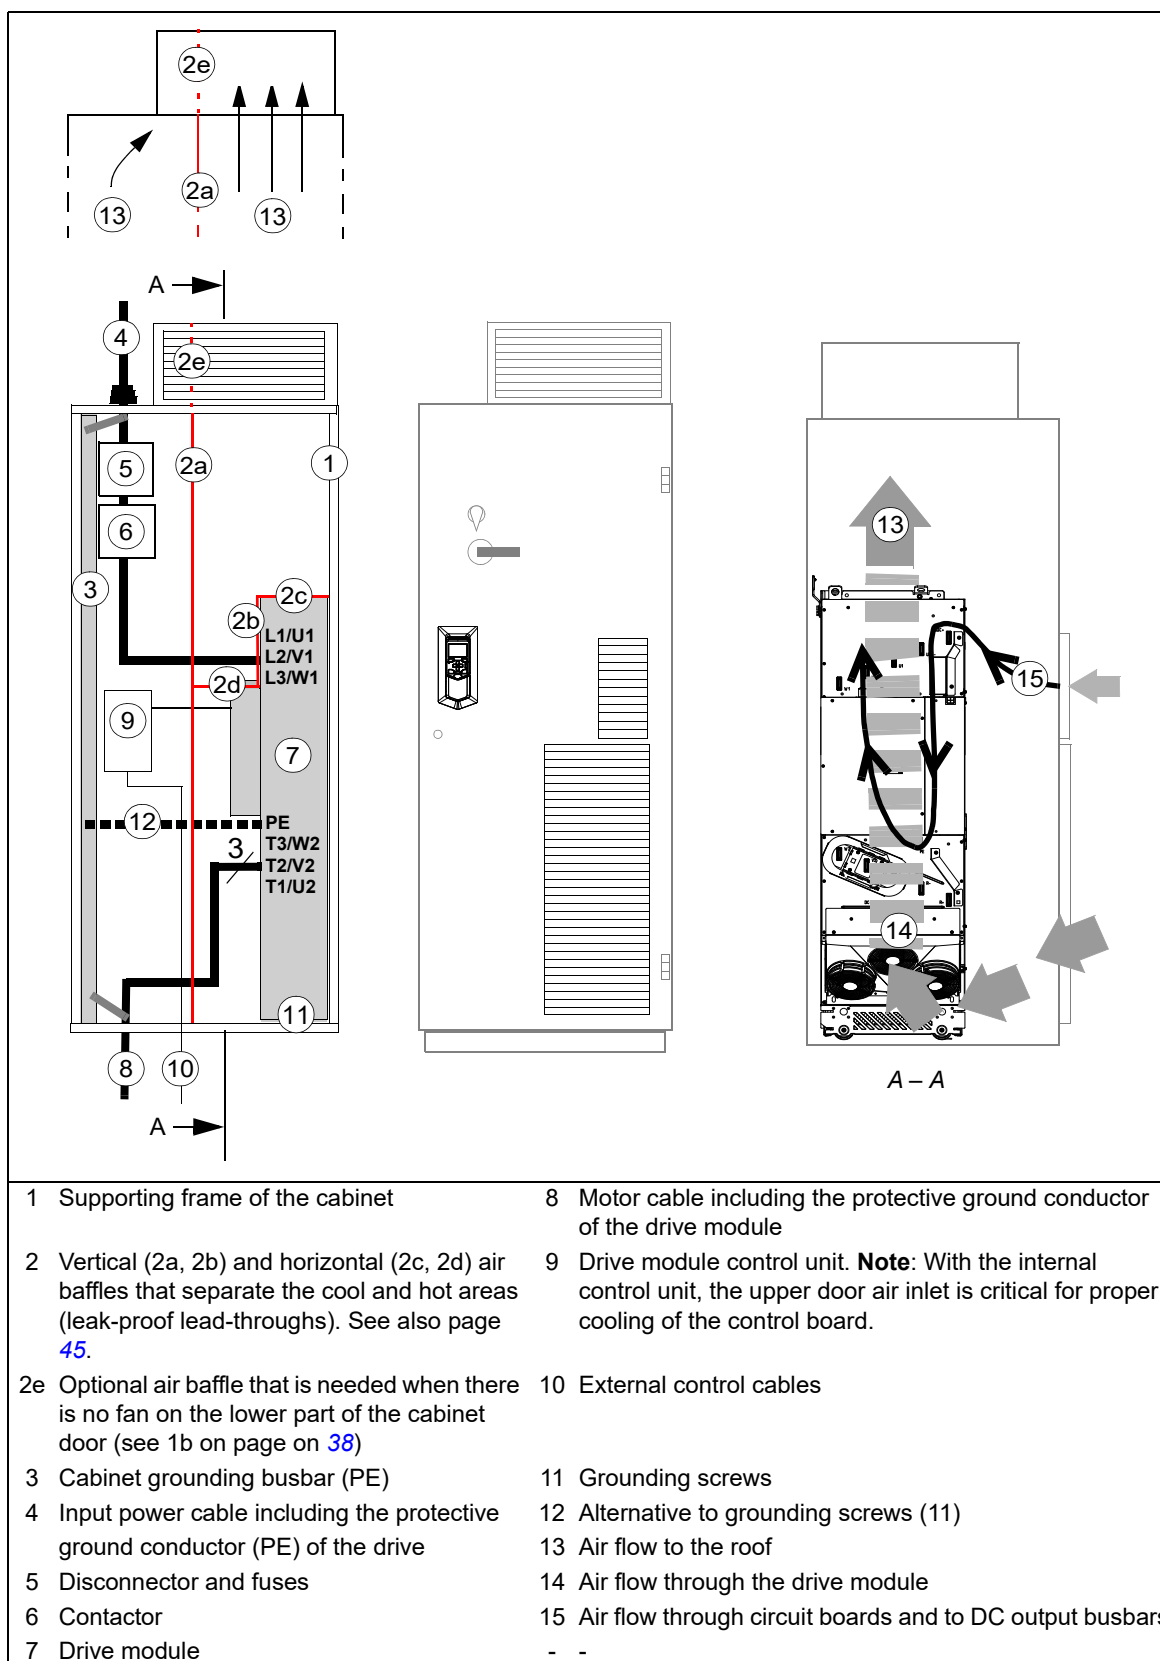 2e
2a
13
13
A
4
2e
5
2a
1
6
3
2c
2b
L1/U1
L2/V1
L3/W1
2d
9
7
12
PE
T3/W2
3
T2/V2
T1/U2
11
8
10
A
13
15
14
A – A
1 Supporting frame of the cabinet
8 Motor cable including the protective ground conductor
of the drive module
2 Vertical (2a, 2b) and horizontal (2c, 2d) air
baffles that separate the cool and hot areas
(leak-proof lead-throughs). See also page
45.
9 Drive module control unit. Note: With the internal
control unit, the upper door air inlet is critical for proper
cooling of the control board.
2e Optional air baffle that is needed when there
is no fan on the lower part of the cabinet
door (see 1b on page on 38)
10 External control cables
3 Cabinet grounding busbar (PE)
11 Grounding screws
4 Input power cable including the protective
ground conductor (PE) of the drive
12 Alternative to grounding screws (11)
13 Air flow to the roof
5 Disconnector and fuses
14 Air flow through the drive module
6 Contactor
15 Air flow through circuit boards and to DC output busbars
7 Drive module
- -